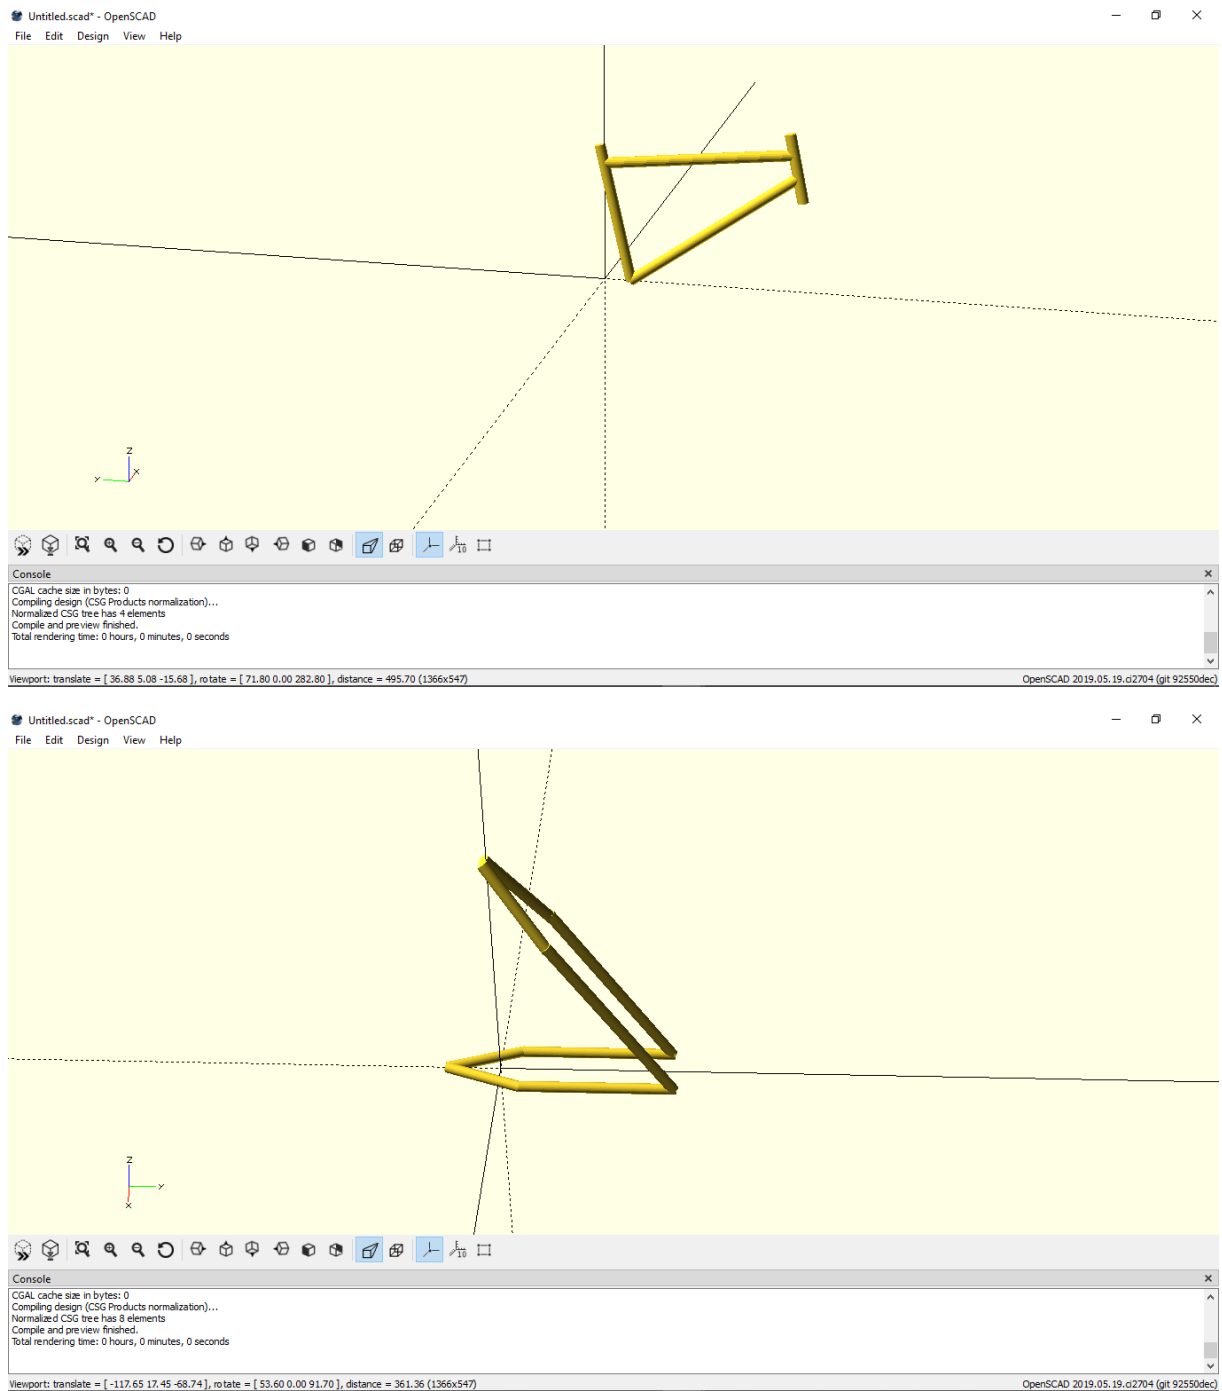 Untitled.scad* - OpenSCAD
File Edit Design View Help
Z
Y
X
10
Console
CGAL cache size in bytes: 0
Compiling design (CSG Products normalization)...
Normalized CSG tree has 4 elements
Compile and preview finished.
Total rendering time: 0 hours, 0 minutes, 0 seconds
Viewport: translate = [ 36.88 5.08 -15.68 ], rotate = [ 71.80 0.00 282.80 ], distance = 495.70 (1366x547) OpenSCAD 2019.05.19.ci2704 (git 92550dec)
Untitled.scad* - OpenSCAD
File Edit Design View Help
Z
Y
X
10
Console
CGAL cache size in bytes: 0
Compiling design (CSG Products normalization)...
Normalized CSG tree has 8 elements
Compile and preview finished.
Total rendering time: 0 hours, 0 minutes, 0 seconds
Viewport: translate = [ -117.65 17.45 -68.74 ], rotate = [ 53.60 0.00 91.70 ], distance = 361.36 (1366x547) OpenSCAD 2019.05.19.ci2704 (git 92550dec)